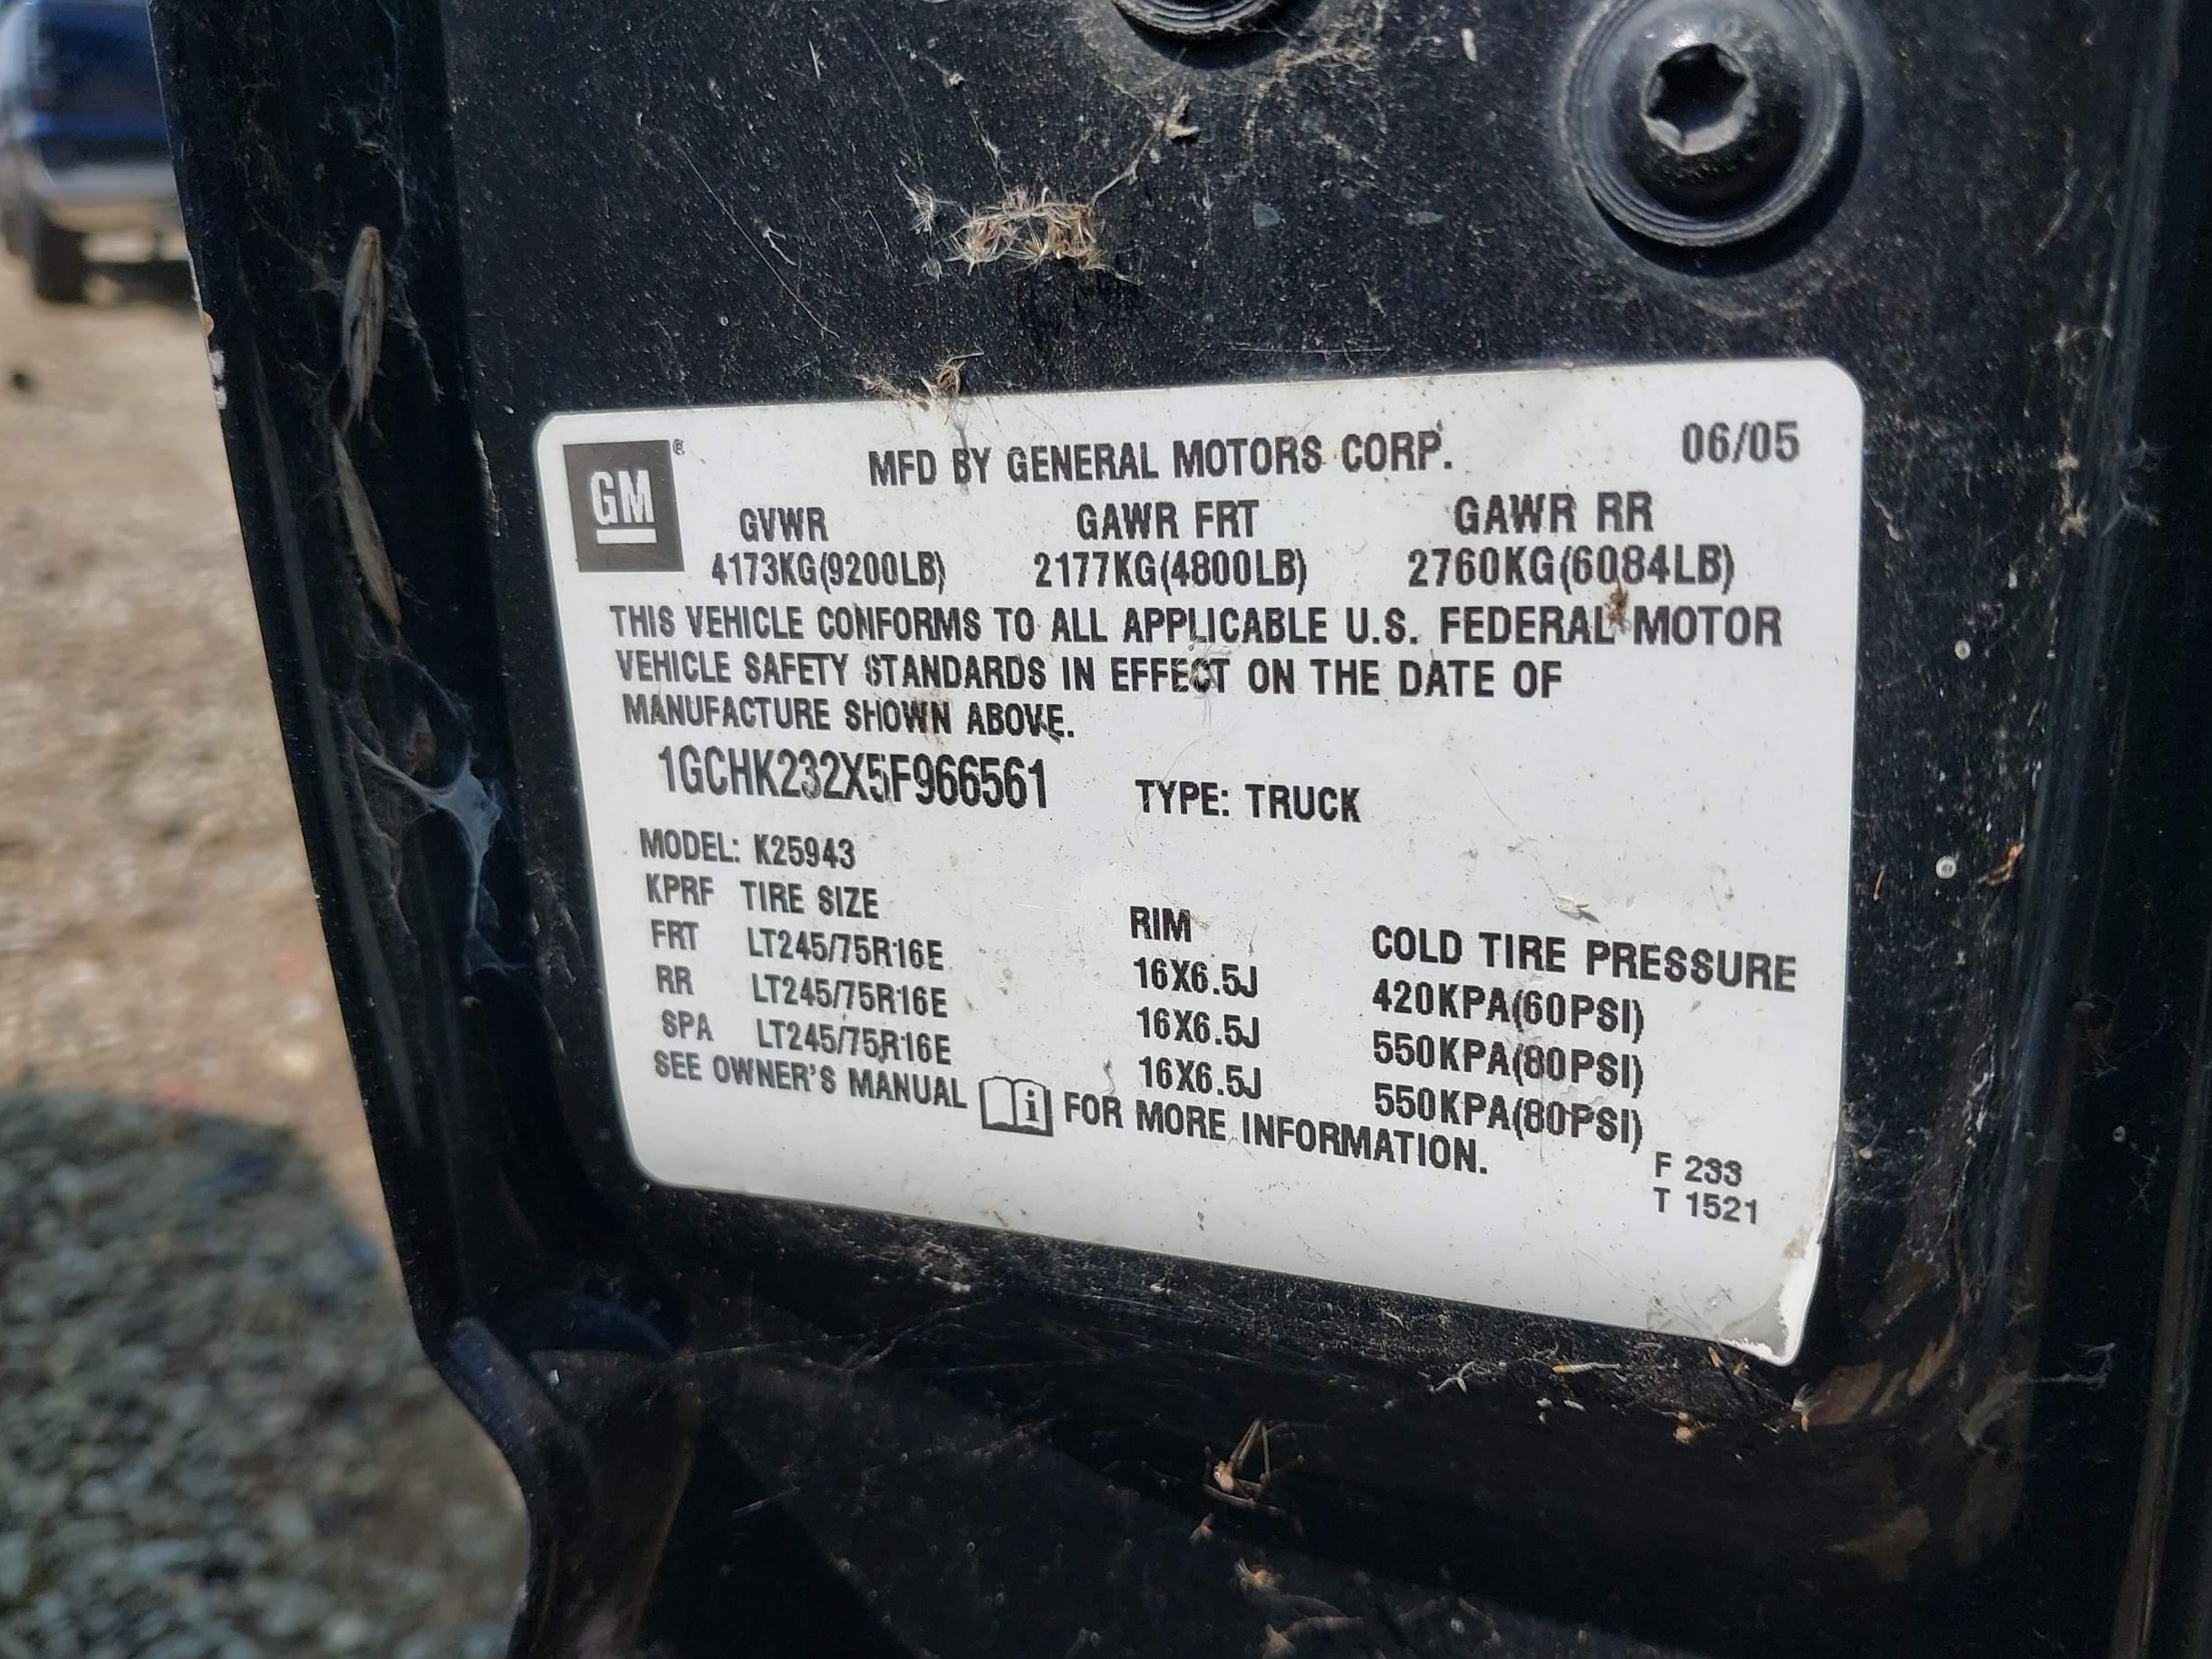 GM ® MFD BY GENERAL MOTORS CORP. 06/05
GVWR GAWR FRT GAWR RR
4173KG(9200LB) 2177KG(4800LB) 2760KG(6084LB)
THIS VEHICLE CONFORMS TO ALL APPLICABLE U.S. FEDERAL MOTOR
VEHICLE SAFETY STANDARDS IN EFFECT ON THE DATE OF
MANUFACTURE SHOWN ABOVE.
1GCHK232X5F966561 TYPE: TRUCK
MODEL: K25943
KPRF TIRE SIZE RIM COLD TIRE PRESSURE
FRT LT245/75R16E 16X6.5J 420KPA(60PSI)
RR LT245/75R16E 16X6.5J 550KPA(80PSI)
SPA LT245/75R16E 16X6.5J 550KPA(80PSI)
SEE OWNER'S MANUAL i FOR MORE INFORMATION.
F 233
T 1521